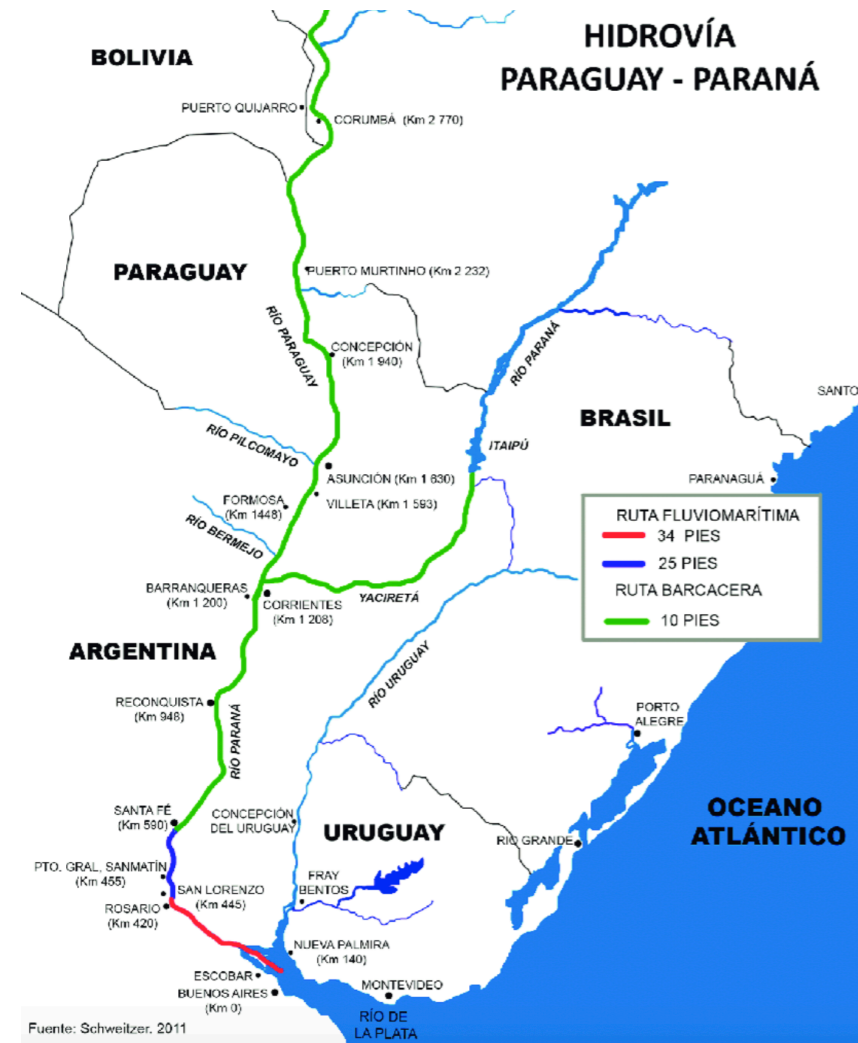 HIDROVÍA
PARAGUAY - PARANÁ
BOLIVIA
PUERTO QUIJARRO
CORUMBÁ (Km 2 770)
PARAGUAY
PUERTO MURTINHO (Km 2 232)
RÍO PARAGUAY
CONCEPCIÓN
(Km 1 940)
RÍO PARANÁ
SANTO
BRASIL
RÍO PILCOMAYO
ITAIPÚ
ASUNCIÓN (Km 1 630)
PARANAGUÁ
FORMOSA
(Km 1448)
VILLETA (Km 1 593)
RÍO BERMEJO
RUTA FLUVIOMARÍTIMA
34 PIES
25 PIES
RUTA BARCACERA
10 PIES
BARRANQUERAS
(Km 1 200)
CORRIENTES
(Km 1 208)
YACIRETÁ
ARGENTINA
RÍO URUGUAY
RECONQUISTA
(Km 948)
RÍO PARANÁ
PORTO
ALEGRE
SANTA FÉ
(Km 590)
CONCEPCIÓN
DEL URUGUAY
URUGUAY
OCEANO
ATLÁNTICO
RIO GRANDE
PTO. GRAL, SANMATÍN
(Km 455)
SAN LORENZO
(Km 445)
FRAY
BENTOS
ROSARIO
(Km 420)
NUEVA PALMIRA
(Km 140)
ESCOBAR
BUENOS AIRES
(Km 0)
MONTEVIDEO
RÍO DE
LA PLATA
Fuente: Schweitzer. 2011